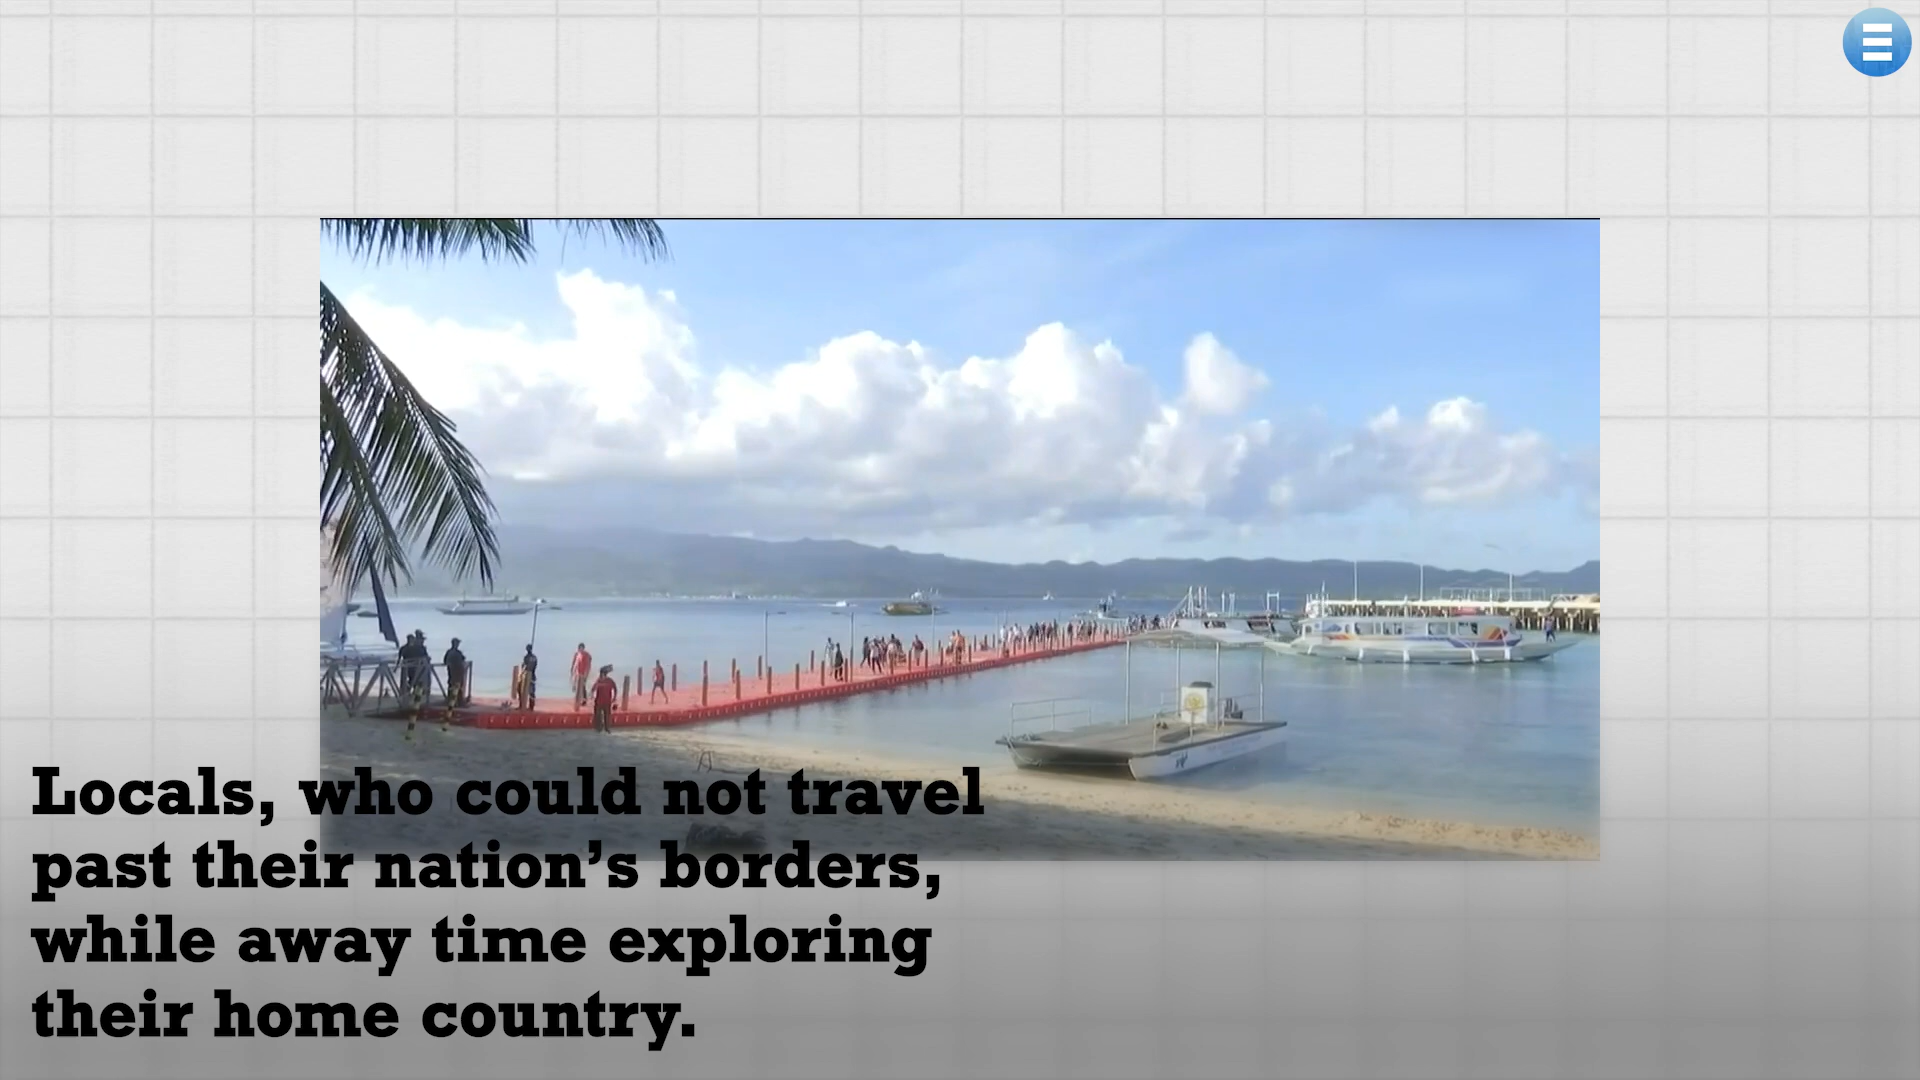 Locals, who could not travel
past their nation’s borders,
while away time exploring
their home country.